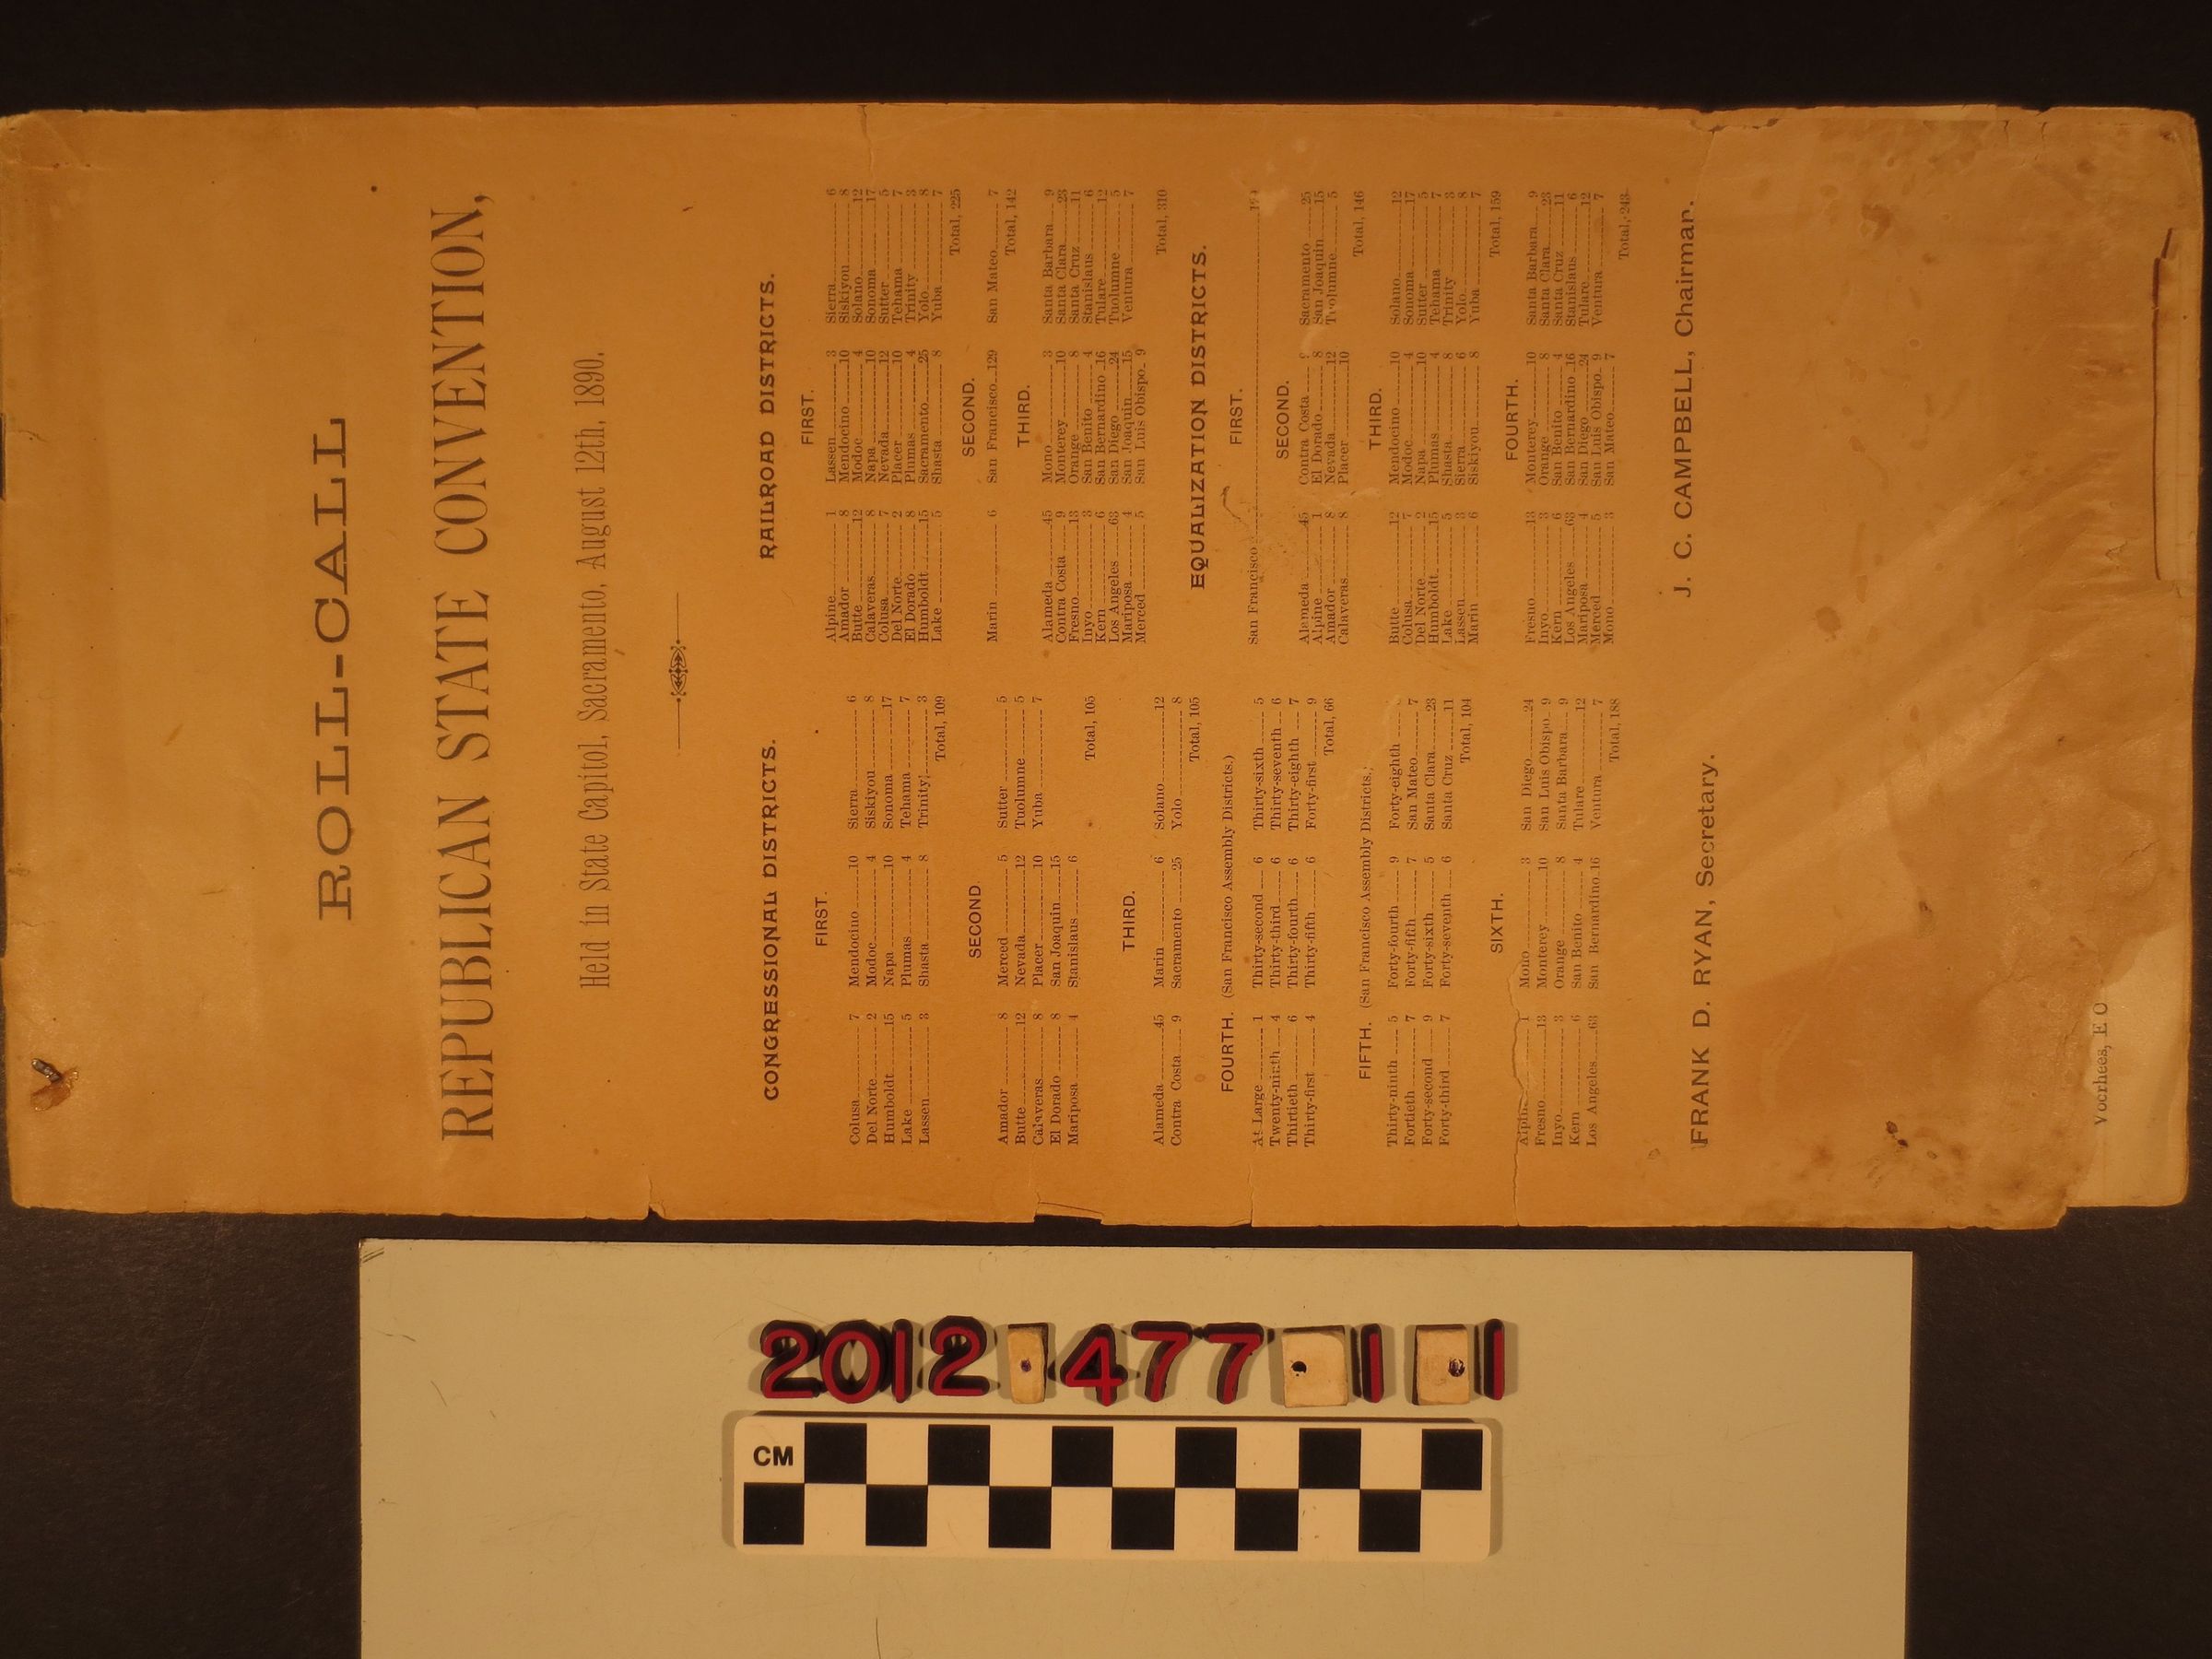 ROLL-CALL
REPUBLICAN STATE CONVENTION,
Held in State Capitol, Sacramento, August 12th, 1890.
CONGRESSIONAL DISTRICTS.
FIRST.
Colusa 7 Mendocino 10 Sierra 6
Del Norte 2 Modoc 4 Siskiyou 8
Humboldt 15 Napa 10 Sonoma 17
Lake 5 Plumas 4 Tehama 7
Lassen 3 Shasta 8 Trinity 3
Total, 109
SECOND.
Amador 8 Merced 5 Sutter 5
Butte 12 Nevada 12 Tuolumne 5
Calaveras 8 Placer 10 Yuba 7
El Dorado 8 San Joaquin 15
Mariposa 4 Stanislaus 6
Total, 105
THIRD.
Alameda 45 Marin 6 Solano 12
Contra Costa 9 Sacramento 25 Yolo 8
Total, 105
FOURTH. (San Francisco Assembly Districts.)
At Large 1 Thirty-second 6 Thirty-sixth 5
Twenty-ninth 4 Thirty-third 6 Thirty-seventh 6
Thirtieth 6 Thirty-fourth 6 Thirty-eighth 7
Thirty-first 4 Thirty-fifth 6 Forty-first 9
Total, 66
FIFTH. (San Francisco Assembly Districts.)
Thirty-ninth 5 Forty-fourth 9 Forty-eighth
Fortieth 7 Forty-fifth 7 San Mateo 7
Forty-second 9 Forty-sixth 5 Santa Clara 23
Forty-third 7 Forty-seventh 6 Santa Cruz 11
Total, 104
SIXTH.
Alpine 1 Mono 3 San Diego 24
Fresno 13 Monterey 10 San Luis Obispo 9
Inyo 3 Orange 8 Santa Barbara 9
Kern 6 San Benito 4 Tulare 12
Los Angeles 63 San Bernardino 16 Ventura 7
Total, 188
RAILROAD DISTRICTS.
FIRST.
Alpine 1 Lassen 3 Sierra 6
Amador 8 Mendocino 10 Siskiyou 8
Butte 12 Modoc 4 Solano 12
Calaveras 8 Napa 10 Sonoma 17
Colusa 7 Nevada 12 Sutter 5
Del Norte 2 Placer 10 Tehama 7
El Dorado 8 Plumas 4 Trinity 3
Humboldt 15 Sacramento 25 Yolo 8
Lake 5 Shasta 8 Yuba 7
Total, 225
SECOND.
Marin 6 San Francisco 129 San Mateo 7
Total, 142
THIRD.
Alameda 45 Mono 3 Santa Barbara 9
Contra Costa 9 Monterey 10 Santa Clara 23
Fresno 13 Orange 8 Santa Cruz 11
Inyo 3 San Benito 4 Stanislaus 6
Kern 6 San Bernardino 16 Tulare 12
Los Angeles 63 San Diego 24 Tuolumne 5
Mariposa 4 San Joaquin 15 Ventura 7
Merced 5 San Luis Obispo 9
Total, 310
EQUALIZATION DISTRICTS.
FIRST.
San Francisco
SECOND.
Alameda 45 Contra Costa 9 Sacramento 25
Alpine 1 El Dorado 8 San Joaquin 15
Amador 8 Nevada 12 Tuolumne 5
Calaveras 8 Placer 10
Total, 146
THIRD.
Butte 12 Mendocino 10 Solano 12
Colusa 7 Modoc 4 Sonoma 17
Del Norte 2 Napa 10 Sutter 5
Humboldt 15 Plumas 4 Tehama 7
Lake 5 Shasta 8 Trinity 3
Lassen 3 Sierra 6 Yolo 8
Marin 6 Siskiyou 8 Yuba 7
Total, 159
FOURTH.
Fresno 13 Monterey 10 Santa Barbara 9
Inyo 3 Orange 8 Santa Clara 23
Kern 6 San Benito 4 Santa Cruz 11
Los Angeles 63 San Bernardino 16 Stanislaus 6
Mariposa 4 San Diego 24 Tulare 12
Merced 5 San Luis Obispo 9 Ventura 7
Mono 3 San Mateo 7
Total, 243
FRANK D. RYAN, Secretary. J. C. CAMPBELL, Chairman.
Voorhees, E C
2012.477.1.1
CM